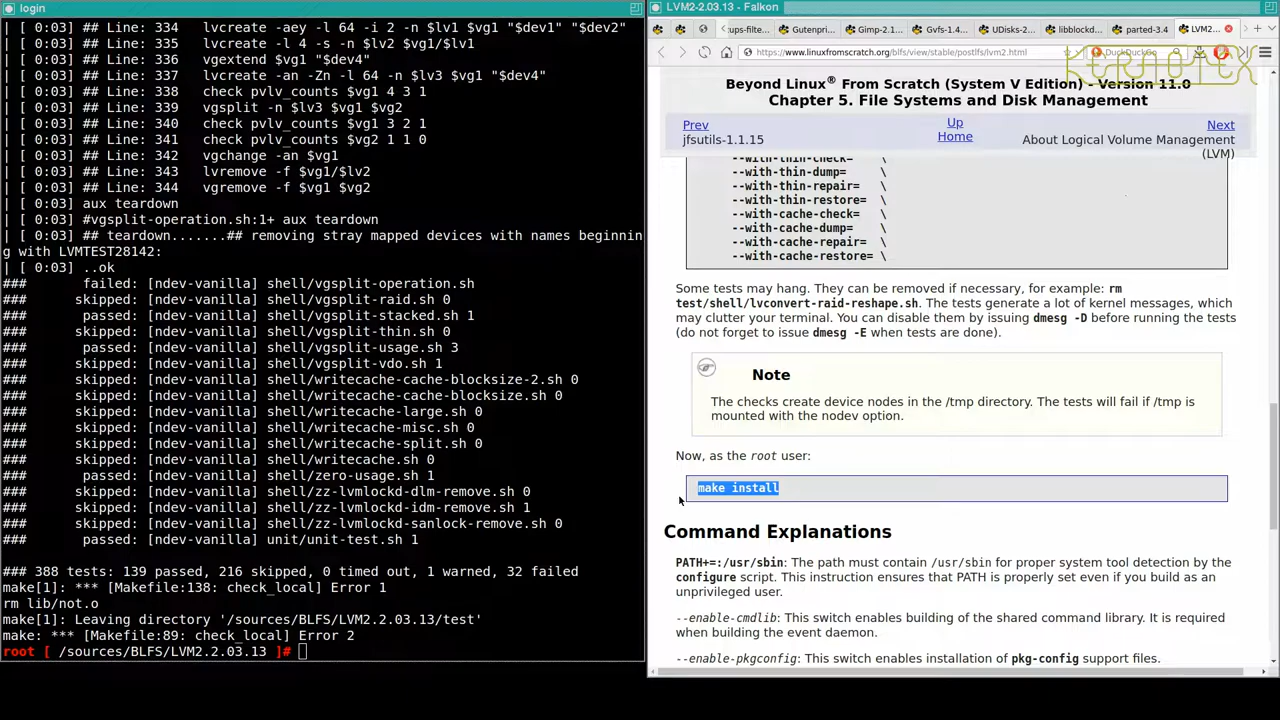 login
| [ 0:03] ## Line: 334   lvcreate -aey -l 64 -i 2 -n $lv1 $vg1 "$dev1" "$dev2"
| [ 0:03] ## Line: 335   lvcreate -l 4 -s -n $lv2 $vg1/$lv1
| [ 0:03] ## Line: 336   vgextend $vg1 "$dev4"
| [ 0:03] ## Line: 337   lvcreate -an -Zn -l 64 -n $lv3 $vg1 "$dev4"
| [ 0:03] ## Line: 338   check pvlv_counts $vg1 4 3 1
| [ 0:03] ## Line: 339   vgsplit -n $lv3 $vg1 $vg2
| [ 0:03] ## Line: 340   check pvlv_counts $vg1 3 2 1
| [ 0:03] ## Line: 341   check pvlv_counts $vg2 1 1 0
| [ 0:03] ## Line: 342   vgchange -an $vg1
| [ 0:03] ## Line: 343   lvremove -f $vg1/$lv2
| [ 0:03] ## Line: 344   vgremove -f $vg1 $vg2
| [ 0:03] aux teardown
| [ 0:03] #vgsplit-operation.sh:1+ aux teardown
| [ 0:03] ## teardown.......## removing stray mapped devices with names beginnin
g with LVMTEST28142:
| [ 0:03] ..ok
###       failed: [ndev-vanilla] shell/vgsplit-operation.sh
###      skipped: [ndev-vanilla] shell/vgsplit-raid.sh 0
###       passed: [ndev-vanilla] shell/vgsplit-stacked.sh 1
###      skipped: [ndev-vanilla] shell/vgsplit-thin.sh 0
###       passed: [ndev-vanilla] shell/vgsplit-usage.sh 3
###      skipped: [ndev-vanilla] shell/vgsplit-vdo.sh 1
###      skipped: [ndev-vanilla] shell/writecache-cache-blocksize-2.sh 0
###      skipped: [ndev-vanilla] shell/writecache-cache-blocksize.sh 0
###      skipped: [ndev-vanilla] shell/writecache-large.sh 0
###      skipped: [ndev-vanilla] shell/writecache-misc.sh 0
###      skipped: [ndev-vanilla] shell/writecache-split.sh 0
###      skipped: [ndev-vanilla] shell/writecache.sh 0
###       passed: [ndev-vanilla] shell/zero-usage.sh 1
###      skipped: [ndev-vanilla] shell/zz-lvmlockd-dlm-remove.sh 0
###      skipped: [ndev-vanilla] shell/zz-lvmlockd-idm-remove.sh 1
###      skipped: [ndev-vanilla] shell/zz-lvmlockd-sanlock-remove.sh 0
###       passed: [ndev-vanilla] unit/unit-test.sh 1
### 388 tests: 139 passed, 216 skipped, 0 timed out, 1 warned, 32 failed
make[1]: *** [Makefile:138: check_local] Error 1
rm lib/not.o
make[1]: Leaving directory '/sources/BLFS/LVM2.2.03.13/test'
make: *** [Makefile:89: check_local] Error 2
root [ /sources/BLFS/LVM2.2.03.13 ]#
LVM2-2.03.13 - Falkon
cups-filte... Gutenpri... Gimp-2.1... Gvfs-1.4... UDisks-2... libblockd... parted-3.4 LVM2...
https://www.linuxfromscratch.org/blfs/view/stable/postlfs/lvm2.html DuckDuckGo
KERNOTEX
Beyond Linux® From Scratch (System V Edition) - Version 11.0
Chapter 5. File Systems and Disk Management
Prev Up Next
jfsutils-1.1.15 Home About Logical Volume Management
(LVM)
--with-thin-check=    \
--with-thin-dump=     \
--with-thin-repair=   \
--with-thin-restore=  \
--with-cache-check=   \
--with-cache-dump=    \
--with-cache-repair=  \
--with-cache-restore= \
Some tests may hang. They can be removed if necessary, for example: rm
test/shell/lvconvert-raid-reshape.sh. The tests generate a lot of kernel messages, which
may clutter your terminal. You can disable them by issuing dmesg -D before running the tests
(do not forget to issue dmesg -E when tests are done).
Note
The checks create device nodes in the /tmp directory. The tests will fail if /tmp is
mounted with the nodev option.
Now, as the root user:
make install
Command Explanations
PATH+=:/usr/sbin: The path must contain /usr/sbin for proper system tool detection by the
configure script. This instruction ensures that PATH is properly set even if you build as an
unprivileged user.
--enable-cmdlib: This switch enables building of the shared command library. It is required
when building the event daemon.
--enable-pkgconfig: This switch enables installation of pkg-config support files.